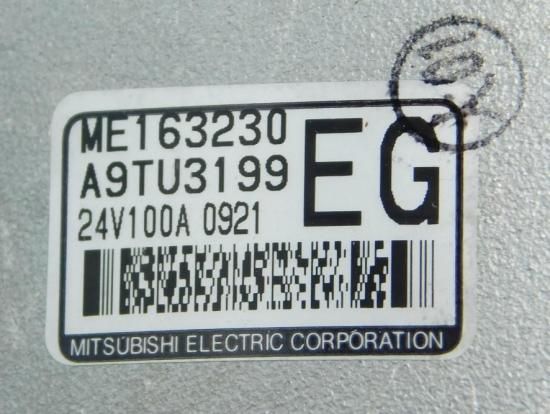 ME163230
A9TU3199
EG
24V100A 0921
MITSUBISHI ELECTRIC CORPORATION